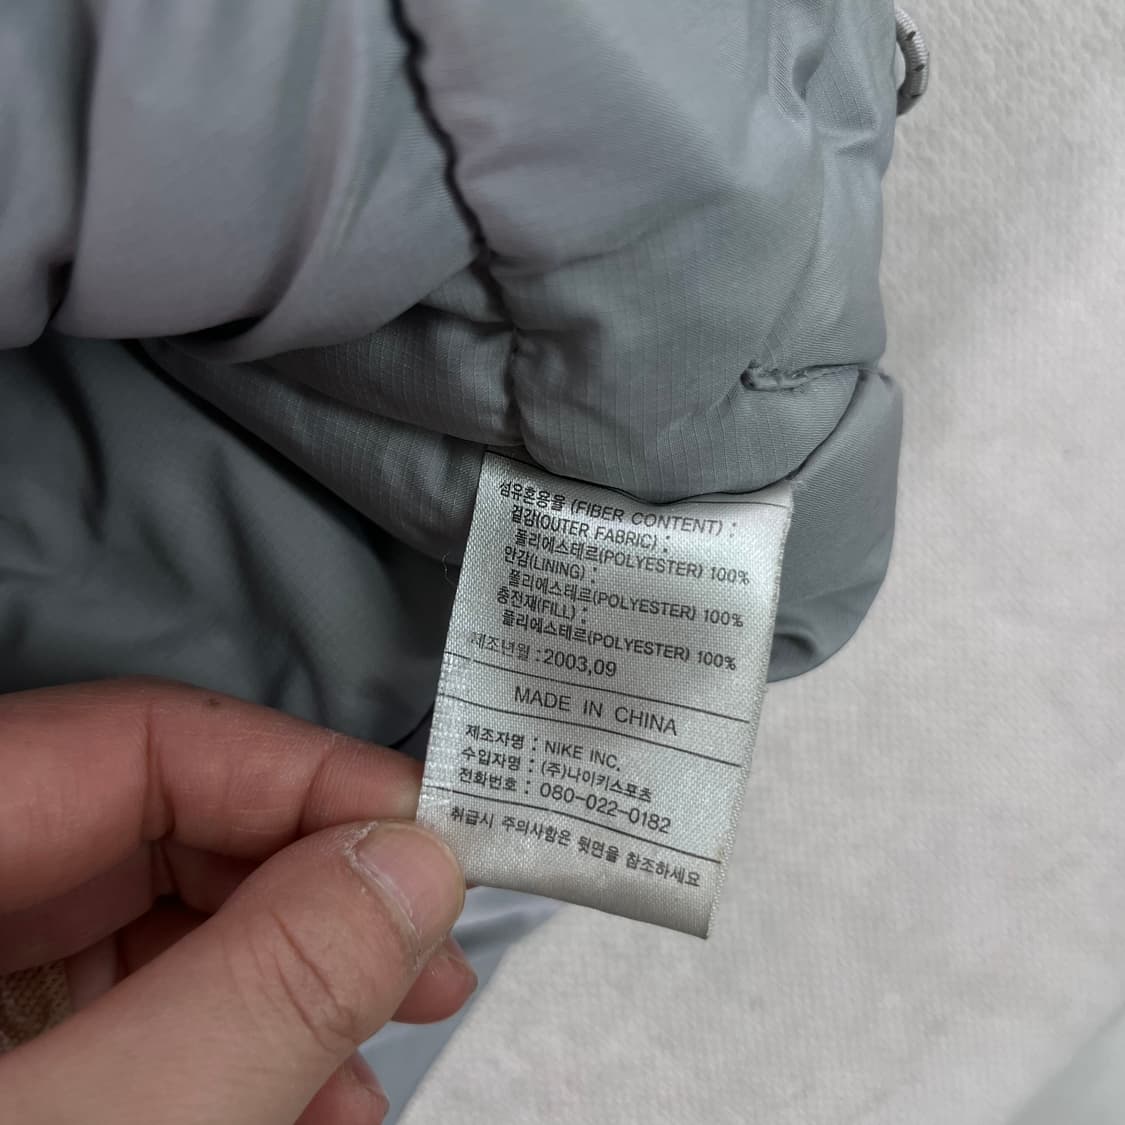 섬유혼용율 (FIBER CONTENT) :
겉감(OUTER FABRIC) :
폴리에스테르(POLYESTER) 100%
안감(LINING) :
폴리에스테르(POLYESTER) 100%
충전재(FILL) :
폴리에스테르(POLYESTER) 100%
제조년월 : 2003,09
MADE IN CHINA
제조자명 : NIKE INC.
수입자명 : (주)나이키스포츠
전화번호 : 080-022-0182
취급시 주의사항은 뒷면을 참조하세요